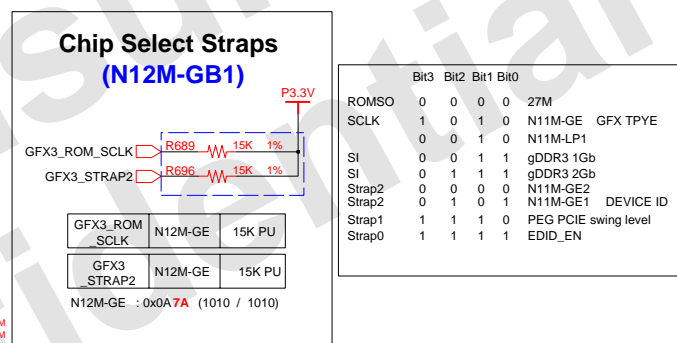 Chip Select Straps
(N12M-GB1)
P3.3V
GFX3_ROM_SCLK R689 15K 1%
GFX3_STRAP2 R696 15K 1%
GFX3_ROM
_SCLK N12M-GE 15K PU
GFX3
_STRAP2 N12M-GE 15K PU
N12M-GE : 0x0A7A (1010 / 1010)
M
M
Bit3 Bit2 Bit1 Bit0
ROMSO 0 0 0 0 27M
SCLK 1 0 1 0 N11M-GE GFX TPYE
0 0 1 0 N11M-LP1
SI 0 0 1 1 gDDR3 1Gb
SI 0 1 1 1 gDDR3 2Gb
Strap2 0 0 0 0 N11M-GE2
Strap2 0 1 0 1 N11M-GE1 DEVICE ID
Strap1 1 1 1 0 PEG PCIE swing level
Strap0 1 1 1 1 EDID_EN